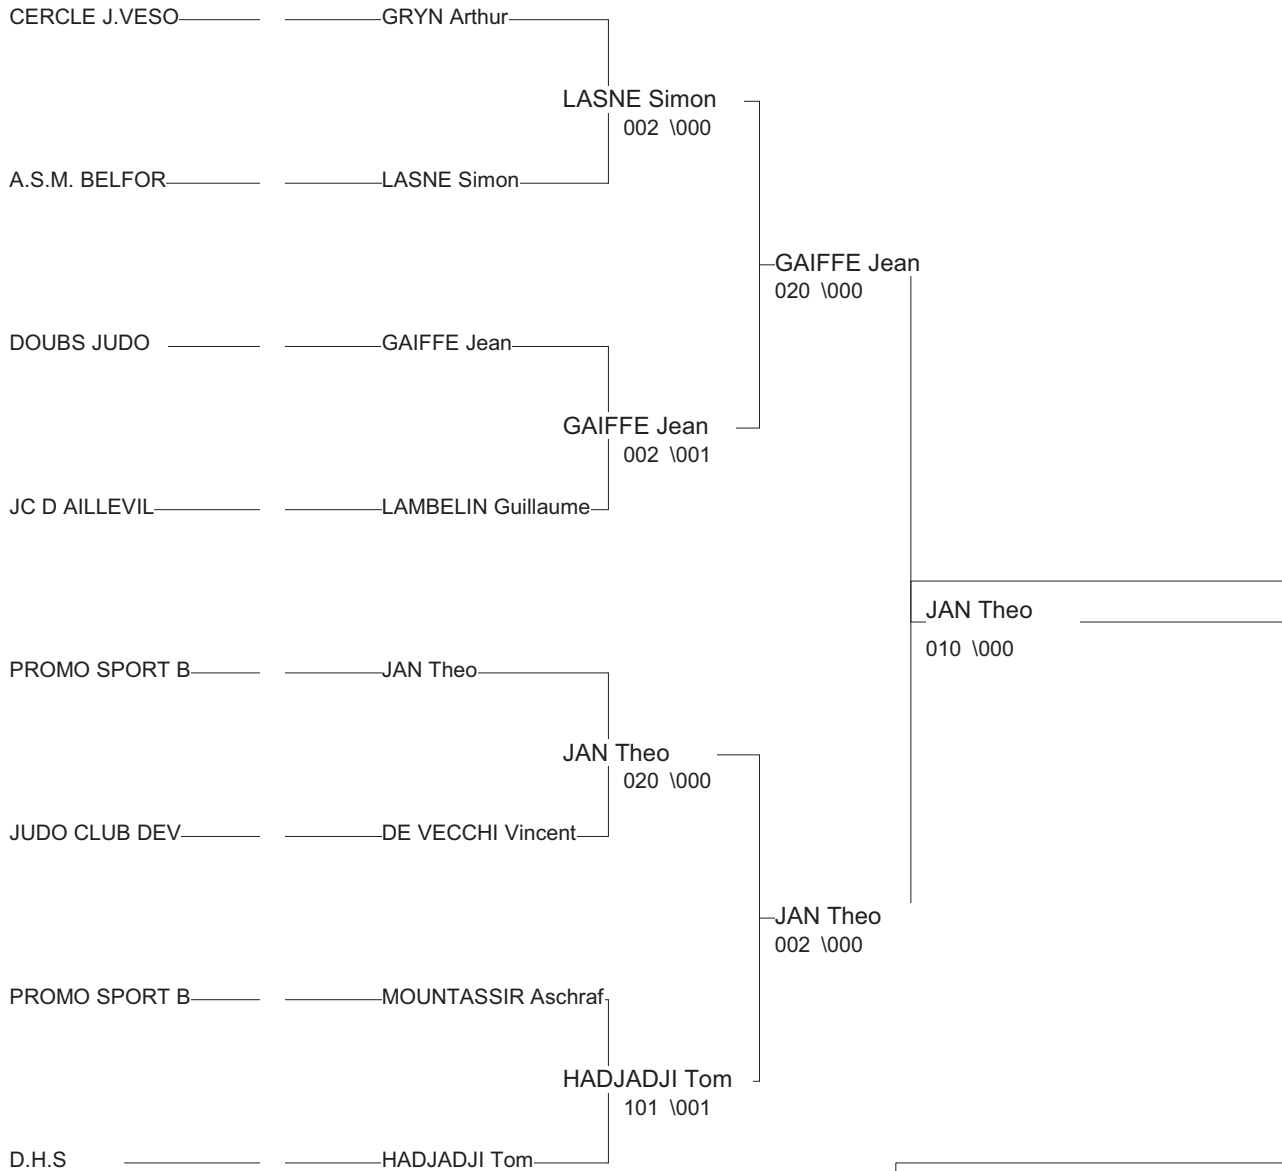 CERCLE J.VESO GRYN Arthur
LASNE Simon
002 \000
A.S.M. BELFOR LASNE Simon
GAIFFE Jean
020 \000
DOUBS JUDO GAIFFE Jean
GAIFFE Jean
002 \001
JC D AILLEVIL LAMBELIN Guillaume
JAN Theo
010 \000
PROMO SPORT B JAN Theo
JAN Theo
020 \000
JUDO CLUB DEV DE VECCHI Vincent
JAN Theo
002 \000
PROMO SPORT B MOUNTASSIR Aschraf
HADJADJI Tom
101 \001
D.H.S HADJADJI Tom